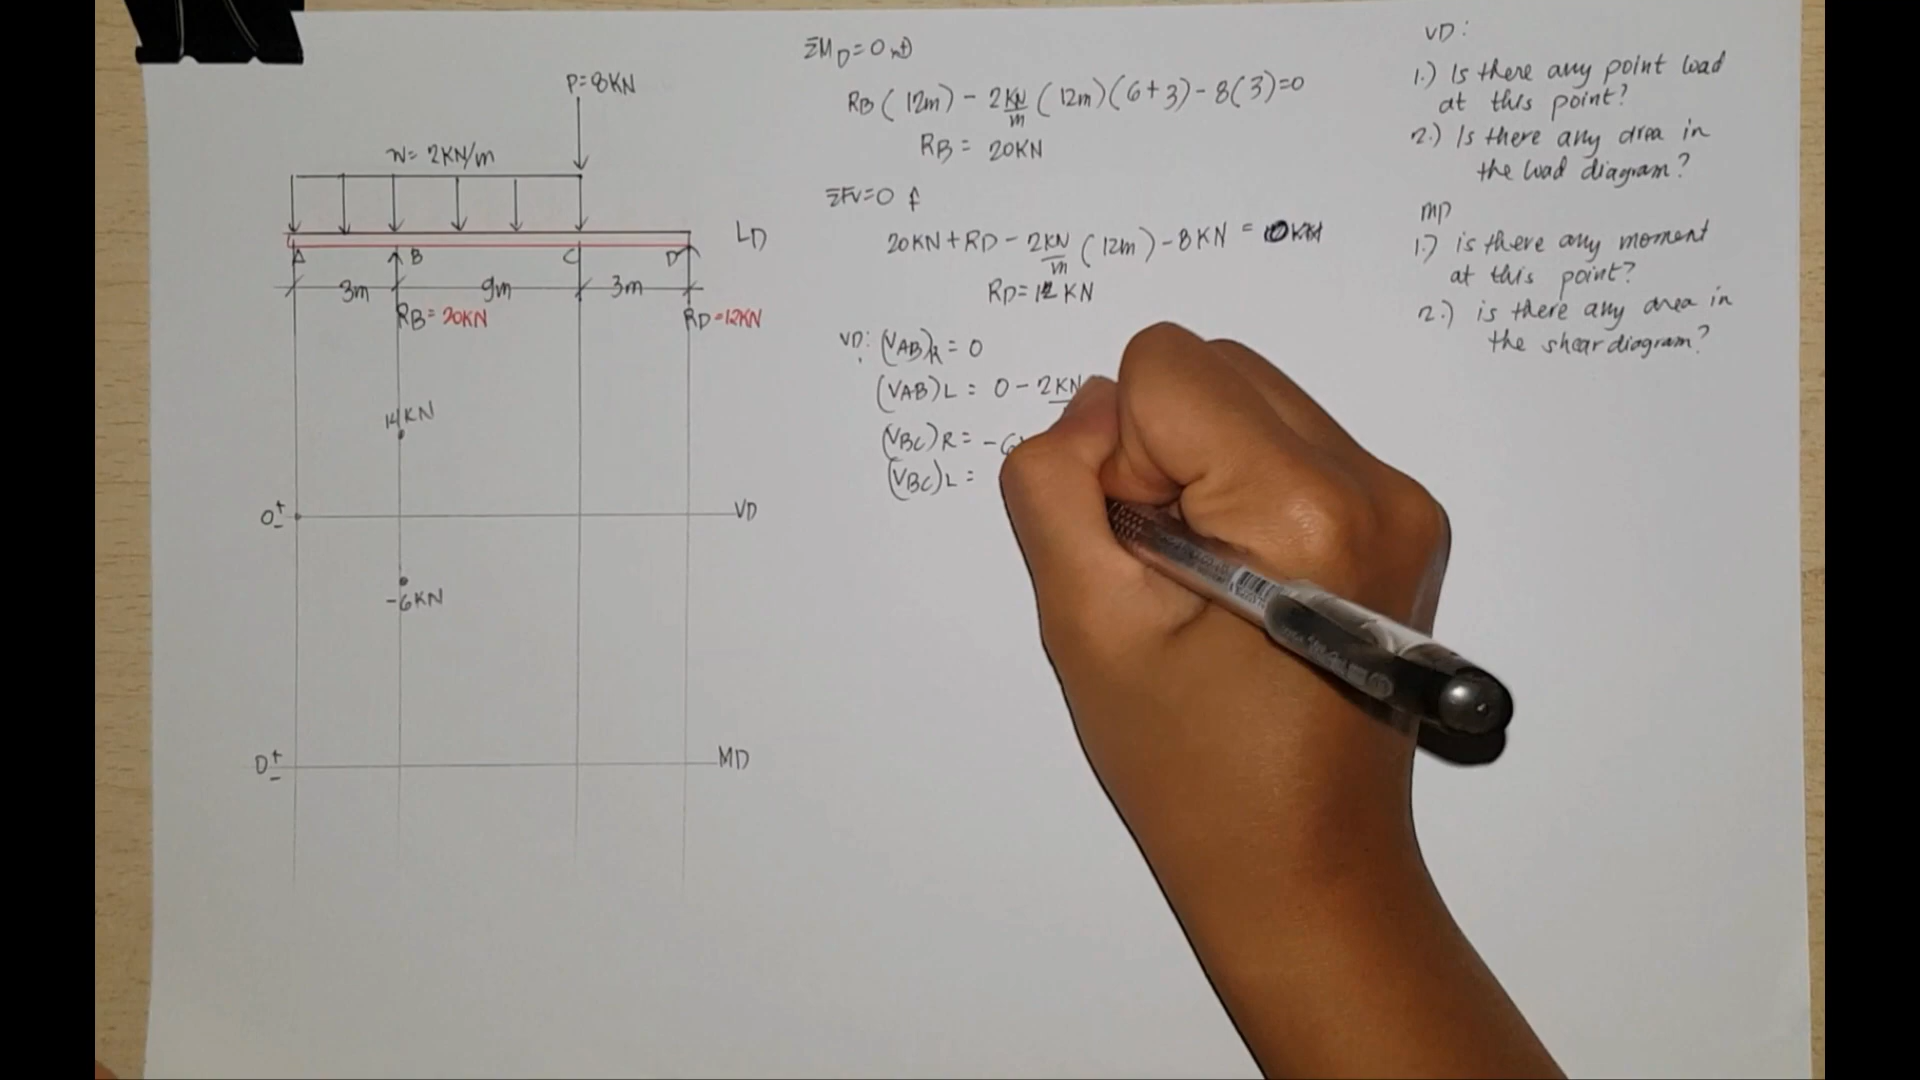 P=8KN
W=2KN/m
LD
A B C D
3m 9m 3m
RB=20KN RD=12KN
14KN
0+- VD
-6KN
0+- MD
ΣMD=0
RB(12m) - 2KN/m (12m)(6+3) - 8(3)=0
RB = 20KN
ΣFV=0 ↑
20KN+RD - 2KN/m (12m) - 8KN = 0
RD=12 KN
VD: (VAB)R = 0
(VAB)L = 0 - 2KN
(VBC)R = -6
(VBC)L =
VD:
1.) Is there any point load
at this point?
2.) Is there any area in
the load diagram?
MD
1.) is there any moment
at this point?
2.) is there any area in
the shear diagram?